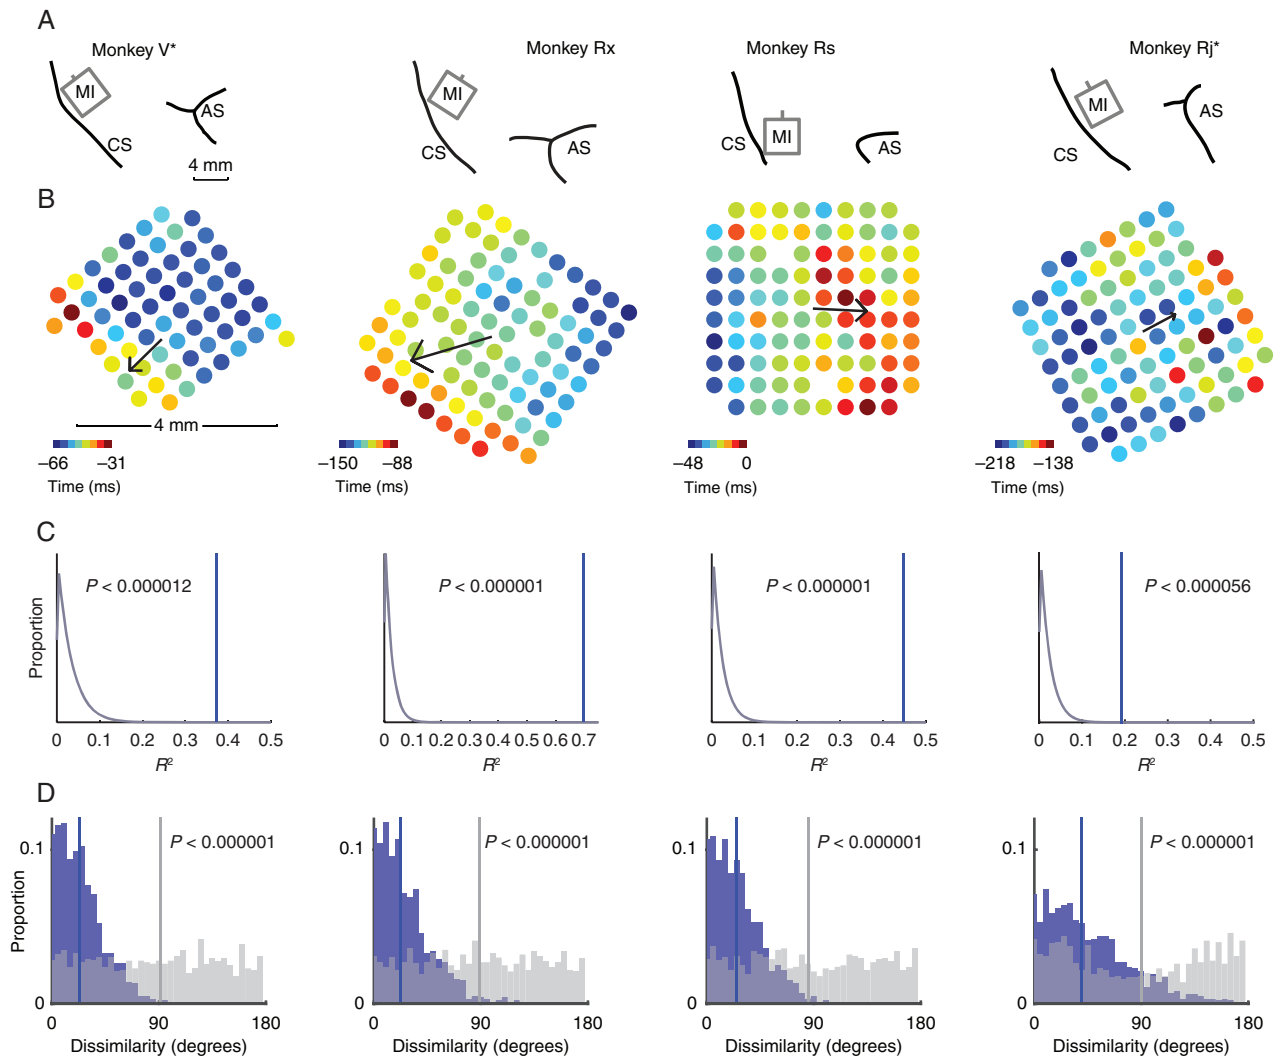 A
Monkey V*
Monkey Rx
Monkey Rs
Monkey Rj*
MI
AS
CS
4 mm
MI
CS
AS
MI
CS
AS
MI
CS
AS
B
4 mm
−66 −31
Time (ms)
−150 −88
Time (ms)
−48 0
Time (ms)
−218 −138
Time (ms)
C
Proportion
P < 0.000012
0 0.1 0.2 0.3 0.4 0.5
R²
P < 0.000001
0 0.1 0.2 0.3 0.4 0.5 0.6 0.7
R²
P < 0.000001
0 0.1 0.2 0.3 0.4 0.5
R²
P < 0.000056
0 0.1 0.2 0.3 0.4 0.5
R²
D
Proportion
0.1
0
P < 0.000001
0 90 180
Dissimilarity (degrees)
0.1
0
P < 0.000001
0 90 180
Dissimilarity (degrees)
0.1
0
P < 0.000001
0 90 180
Dissimilarity (degrees)
0.1
0
P < 0.000001
0 90 180
Dissimilarity (degrees)